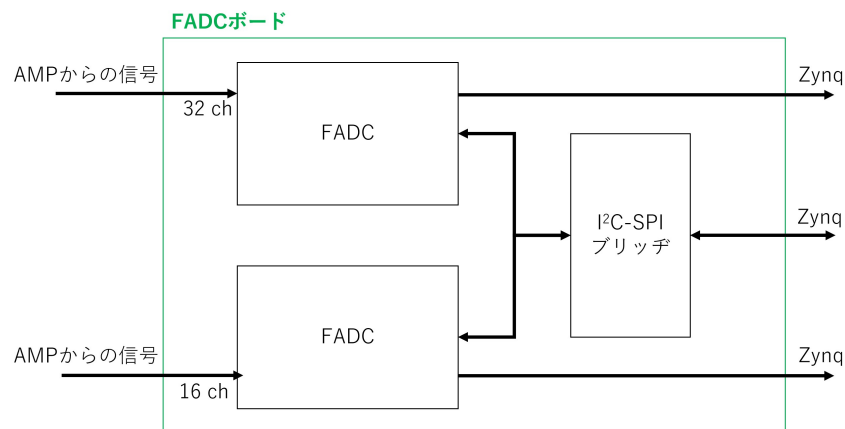 FADCボード
AMPからの信号
32 ch
FADC
Zynq
I²C-SPI
ブリッヂ
Zynq
FADC
AMPからの信号
16 ch
Zynq